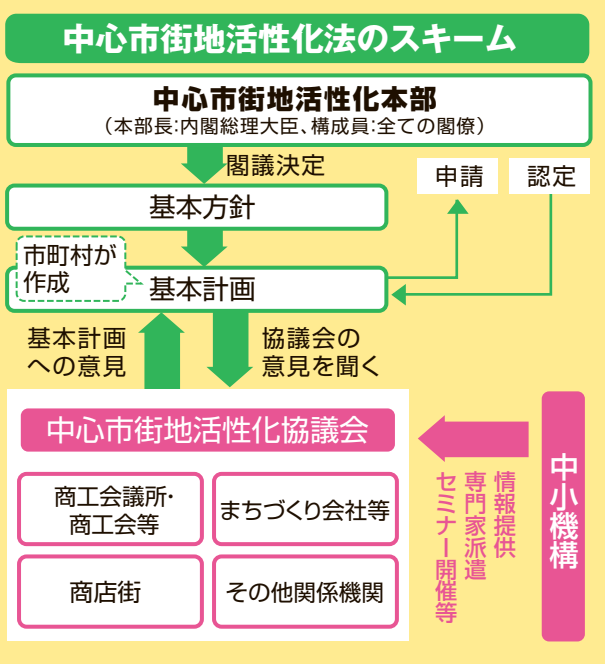 中心市街地活性化法のスキーム
中心市街地活性化本部
（本部長:内閣総理大臣、構成員:全ての閣僚）
閣議決定
申請
認定
基本方針
市町村が
作成
基本計画
基本計画
への意見
協議会の
意見を聞く
中心市街地活性化協議会
商工会議所・
商工会等
まちづくり会社等
商店街
その他関係機関
情報提供
専門家派遣
セミナー開催等
中小機構